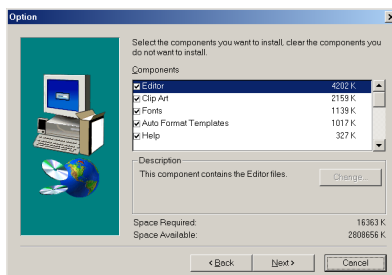 Option
Select the components you want to install, clear the components you
do not want to install.
Components
Editor 4202 K
Clip Art 2159 K
Fonts 1139 K
Auto Format Templates 1017 K
Help 327 K
Description
This component contains the Editor files.
Change...
Space Required: 16363 K
Space Available: 2808656 K
< Back Next > Cancel